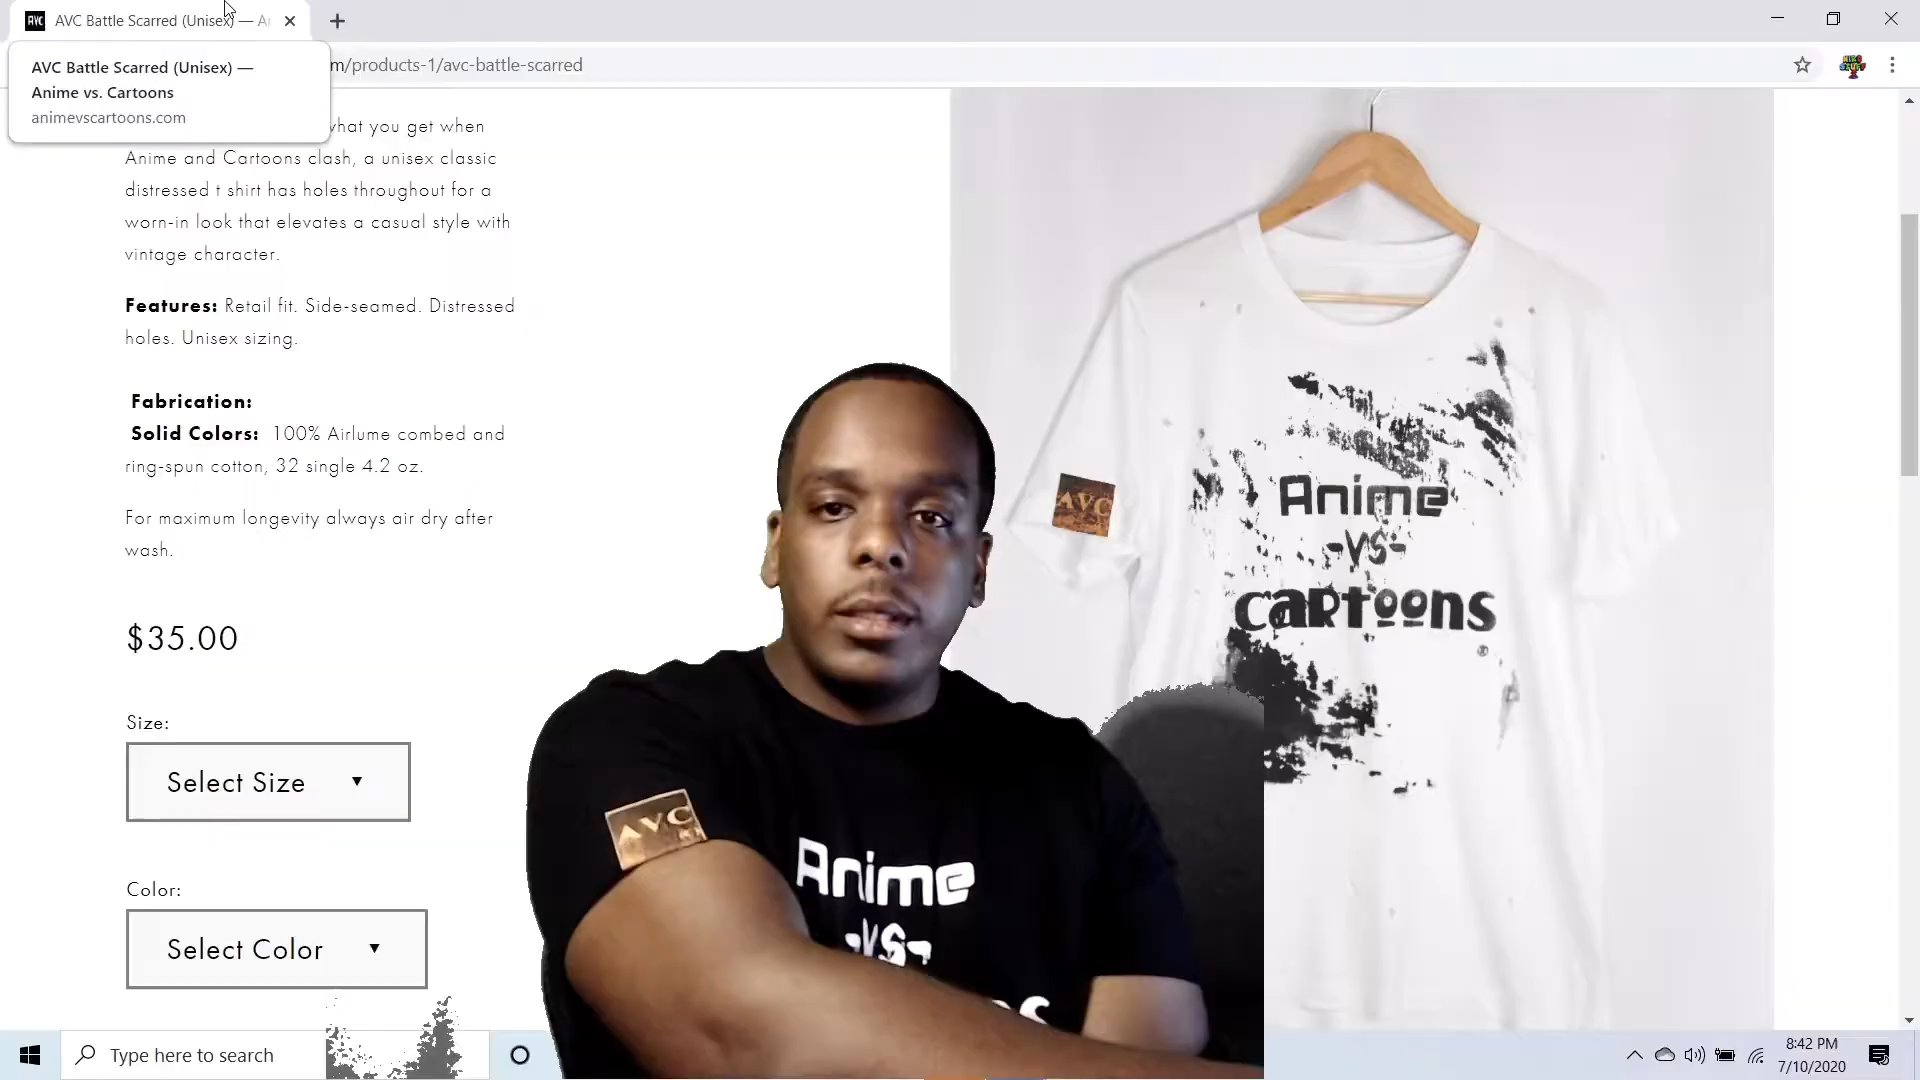 AVC
AVC Battle Scarred (Unisex) — An
AVC Battle Scarred (Unisex) —
Anime vs. Cartoons
animevscartoons.com
m/products-1/avc-battle-scarred
what you get when
Anime and Cartoons clash, a unisex classic
distressed t shirt has holes throughout for a
worn-in look that elevates a casual style with
vintage character.
Features: Retail fit. Side-seamed. Distressed
holes. Unisex sizing.
Fabrication:
Solid Colors: 100% Airlume combed and
ring-spun cotton, 32 single 4.2 oz.
For maximum longevity always air dry after
wash.
$35.00
Size:
Select Size
Color:
Select Color
AVC
Anime
-VS-
Cartoons
®
AVC
Anime
-VS-
ns
Type here to search
8:42 PM
7/10/2020